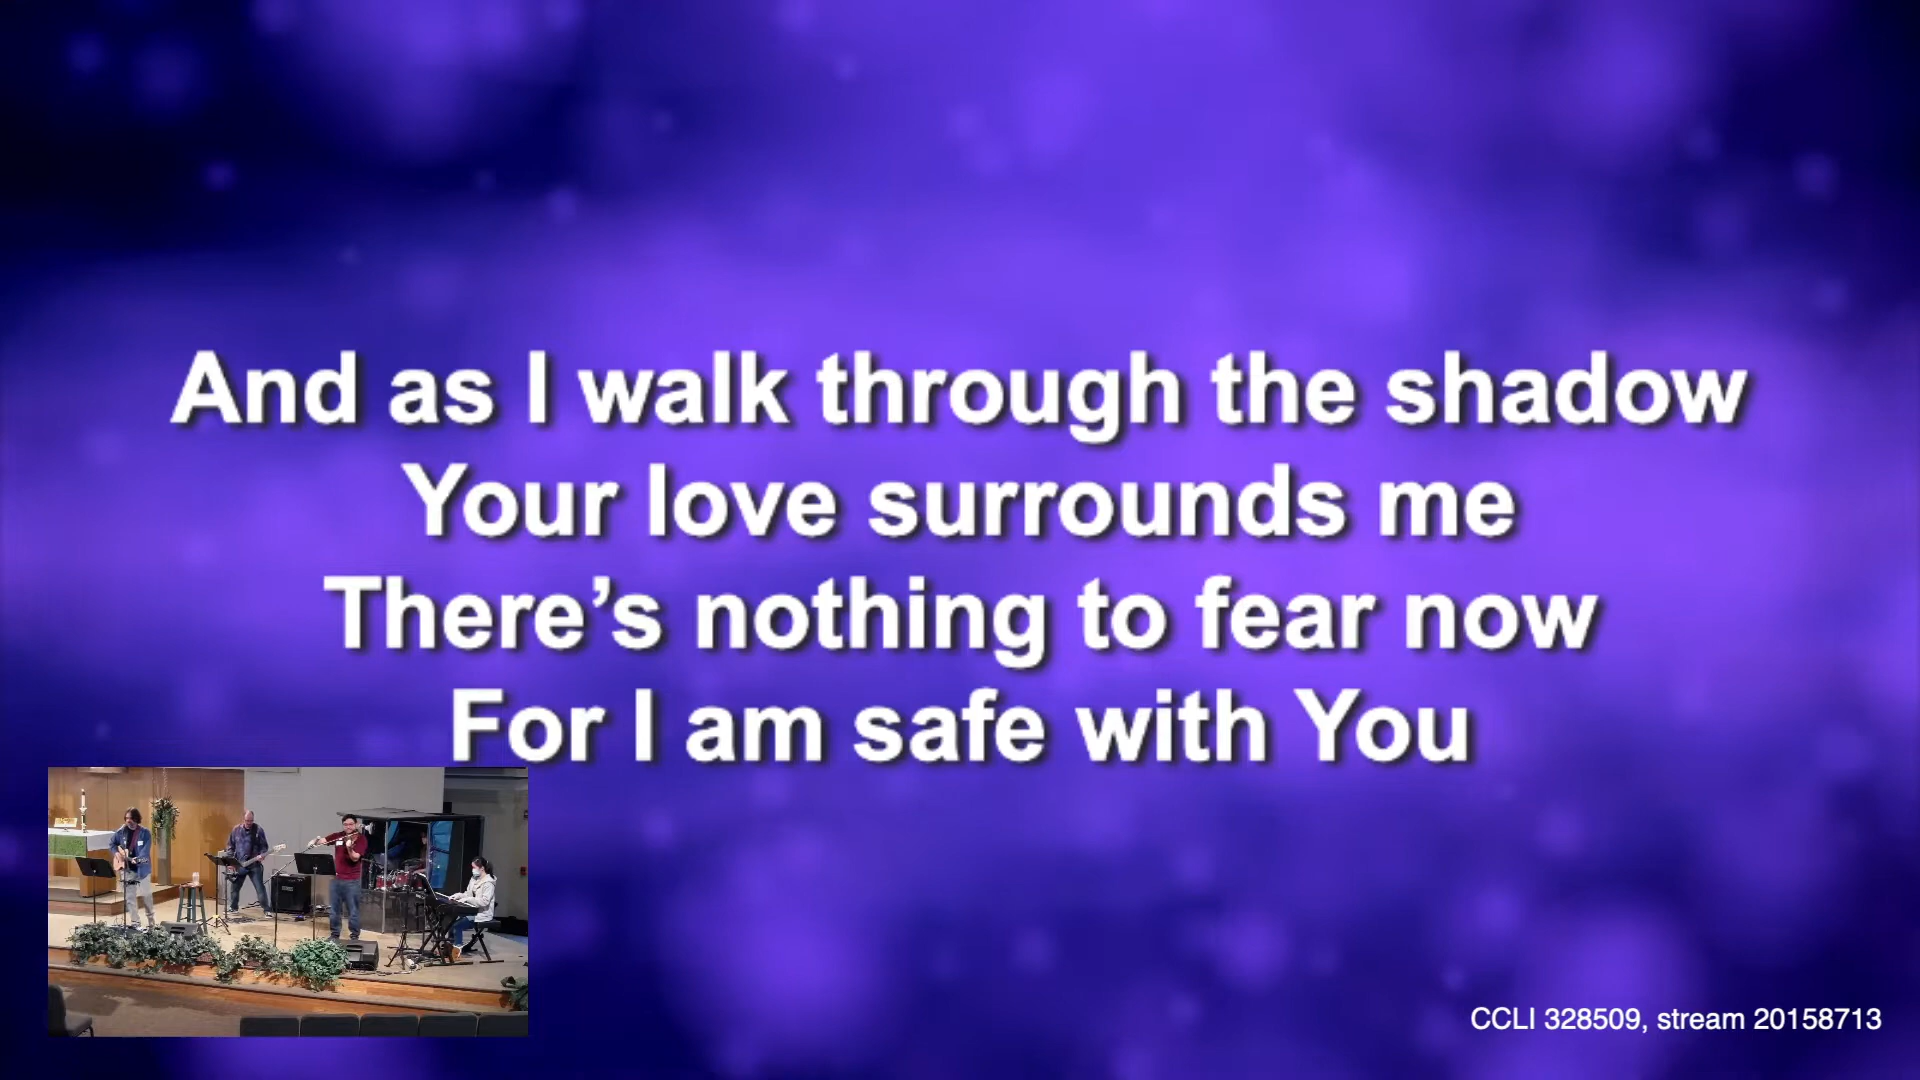 And as I walk through the shadow
Your love surrounds me
There’s nothing to fear now
For I am safe with You
CCLI 328509, stream 20158713